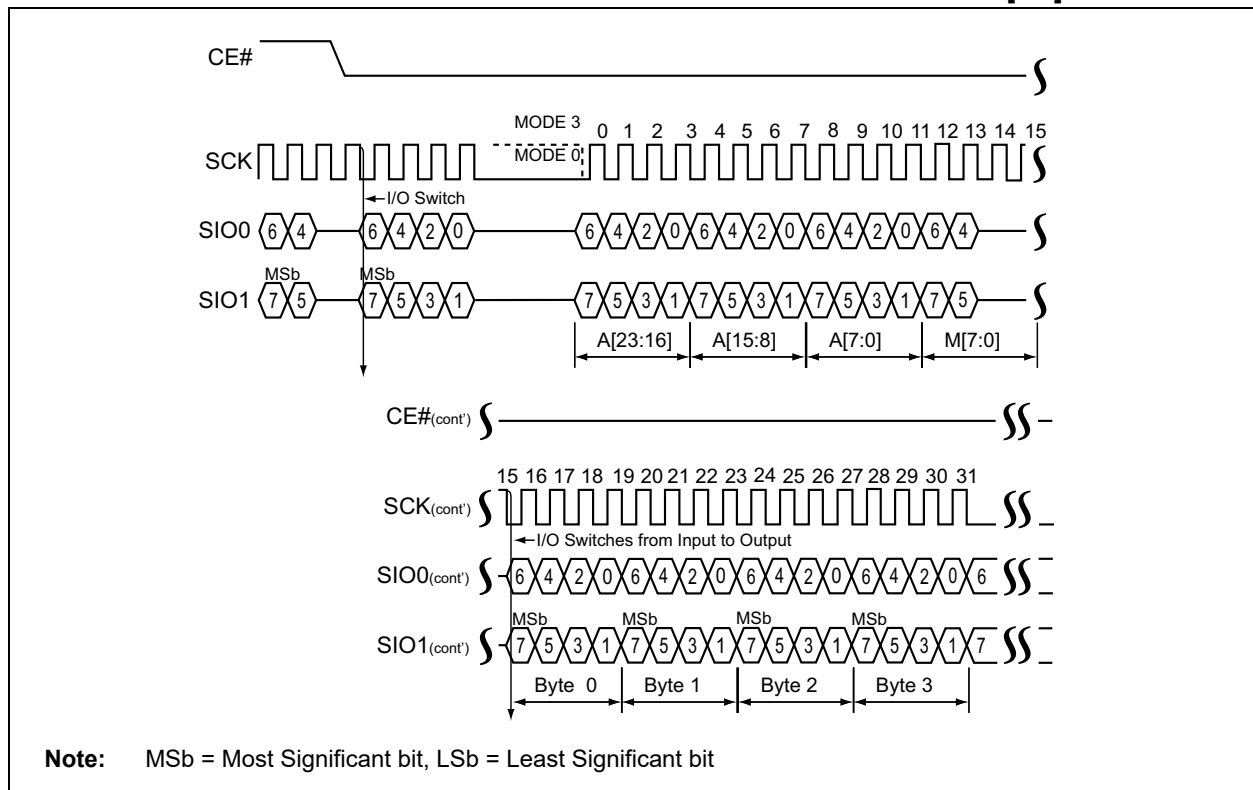 CE#
MODE 3
0 1 2 3 4 5 6 7 8 9 10 11 12 13 14 15
SCK
MODE 0
I/O Switch
SIO0 6 4 6 4 2 0 6 4 2 0 6 4 2 0 6 4 2 0 6 4
MSb MSb
SIO1 7 5 7 5 3 1 7 5 3 1 7 5 3 1 7 5 3 1 7 5
A[23:16] A[15:8] A[7:0] M[7:0]
CE#(cont')
15 16 17 18 19 20 21 22 23 24 25 26 27 28 29 30 31
SCK(cont')
I/O Switches from Input to Output
SIO0(cont') 6 4 2 0 6 4 2 0 6 4 2 0 6 4 2 0 6
MSb MSb MSb MSb
SIO1(cont') 7 5 3 1 7 5 3 1 7 5 3 1 7 5 3 1 7
Byte 0 Byte 1 Byte 2 Byte 3
Note: MSb = Most Significant bit, LSb = Least Significant bit